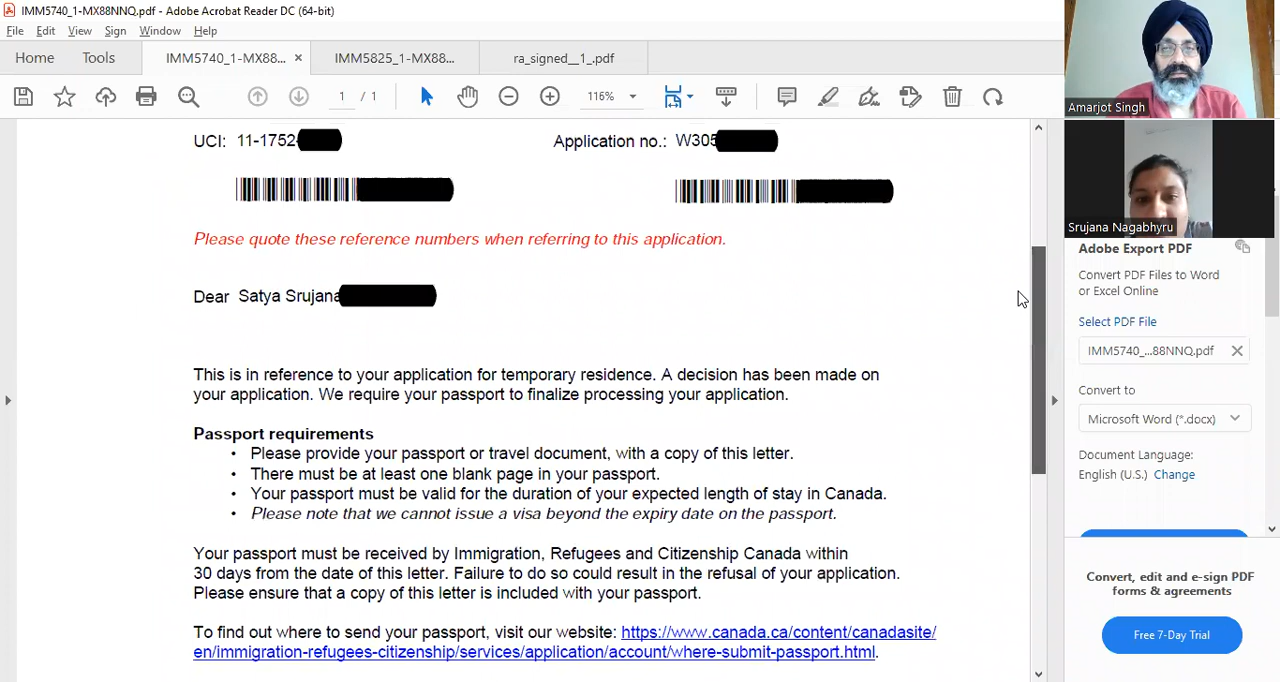 IMM5740_1-MX88NNQ.pdf - Adobe Acrobat Reader DC (64-bit)
File Edit View Sign Window Help
Home Tools IMM5740_1-MX88... × IMM5825_1-MX88... ra_signed__1_.pdf
1 / 1 116%
UCI: 11-1752 Application no.: W305
Please quote these reference numbers when referring to this application.
Dear Satya Srujana
This is in reference to your application for temporary residence. A decision has been made on
your application. We require your passport to finalize processing your application.
Passport requirements
• Please provide your passport or travel document, with a copy of this letter.
• There must be at least one blank page in your passport.
• Your passport must be valid for the duration of your expected length of stay in Canada.
• Please note that we cannot issue a visa beyond the expiry date on the passport.
Your passport must be received by Immigration, Refugees and Citizenship Canada within
30 days from the date of this letter. Failure to do so could result in the refusal of your application.
Please ensure that a copy of this letter is included with your passport.
To find out where to send your passport, visit our website: https://www.canada.ca/content/canadasite/
en/immigration-refugees-citizenship/services/application/account/where-submit-passport.html.
Amarjot Singh
Srujana Nagabhyru
Adobe Export PDF
Convert PDF Files to Word
or Excel Online
Select PDF File
IMM5740_...88NNQ.pdf
Convert to
Microsoft Word (*.docx)
Document Language:
English (U.S.) Change
Convert, edit and e-sign PDF
forms & agreements
Free 7-Day Trial